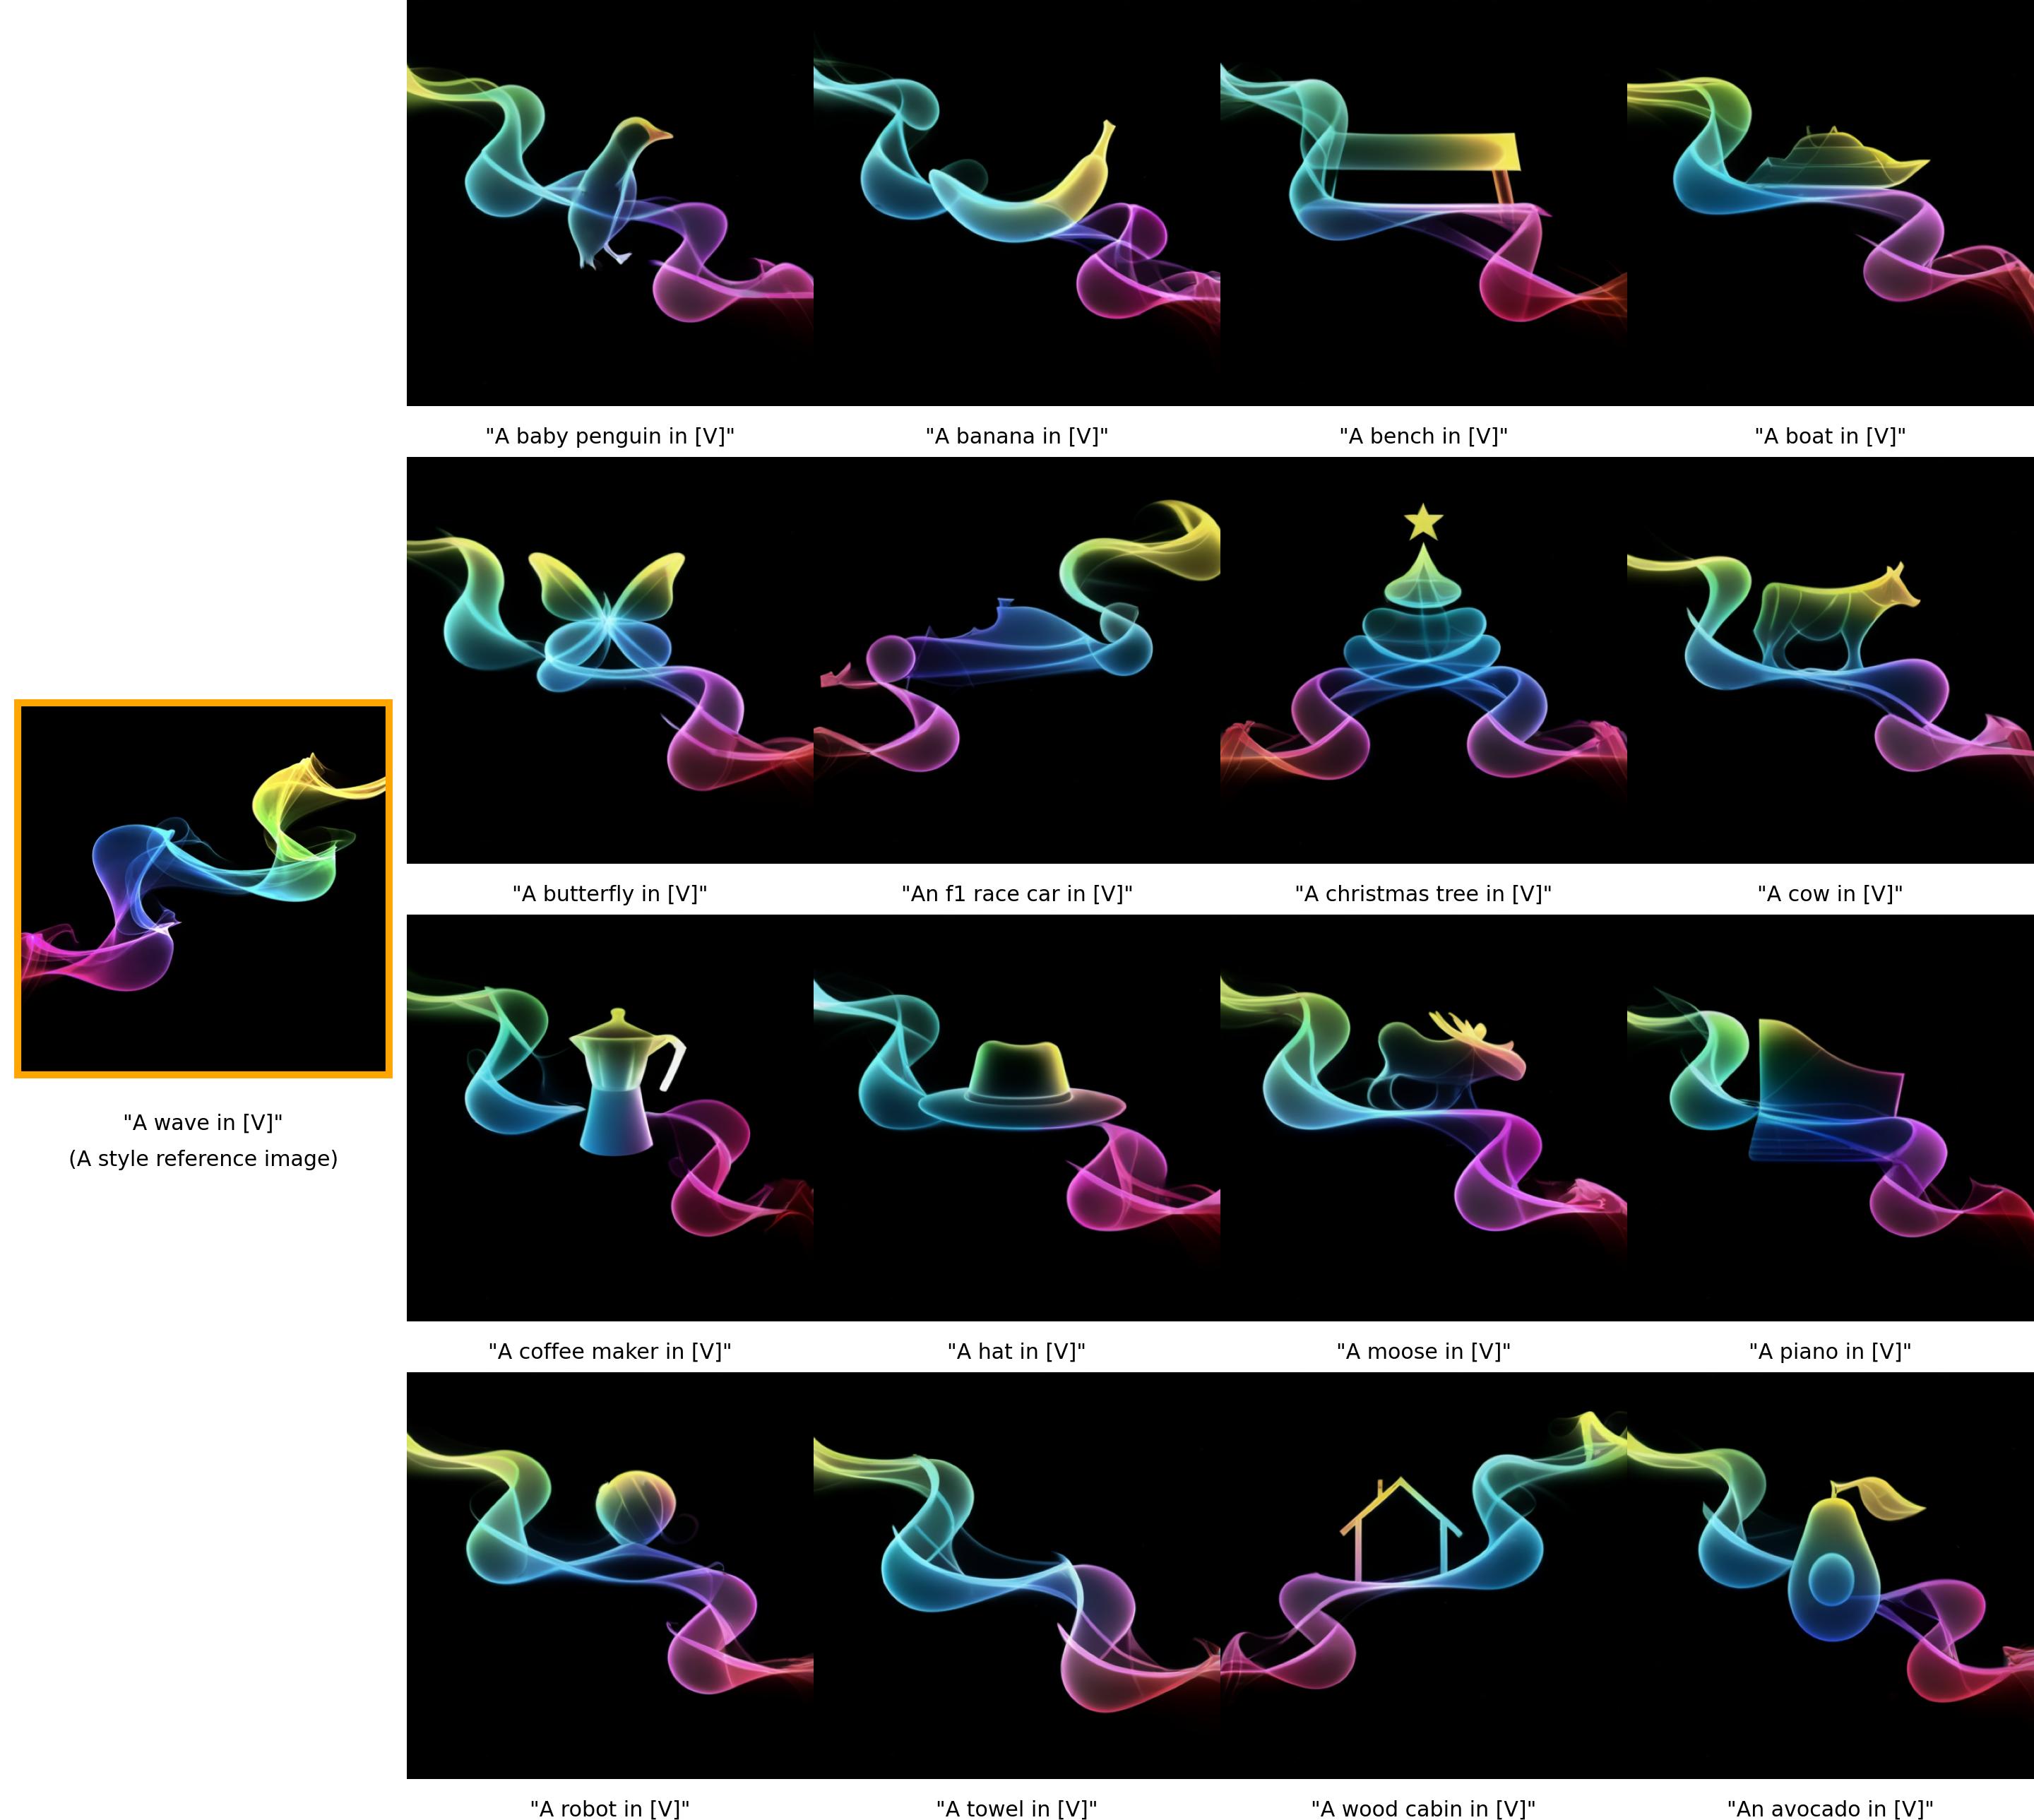 "A baby penguin in [V]"
"A banana in [V]"
"A bench in [V]"
"A boat in [V]"
"A butterfly in [V]"
"An f1 race car in [V]"
"A christmas tree in [V]"
"A cow in [V]"
"A wave in [V]"
(A style reference image)
"A coffee maker in [V]"
"A hat in [V]"
"A moose in [V]"
"A piano in [V]"
"A robot in [V]"
"A towel in [V]"
"A wood cabin in [V]"
"An avocado in [V]"